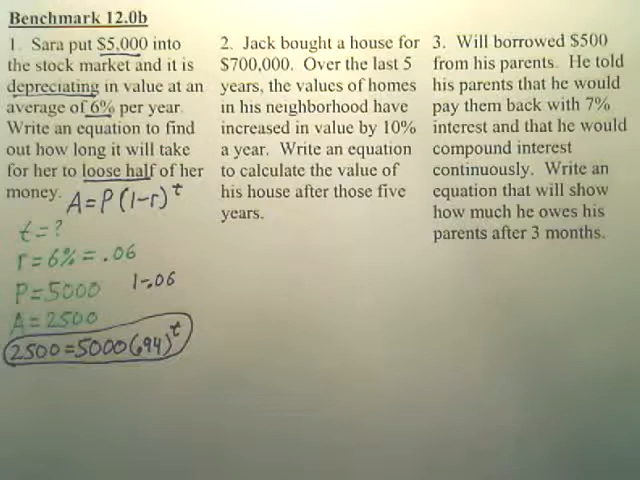 Benchmark 12.0b
1. Sara put $5,000 into
the stock market and it is
depreciating in value at an
average of 6% per year.
Write an equation to find
out how long it will take
for her to loose half of her
money.
A=P(1-r)^t
t=?
r=6%=.06
P=5000
1-.06
A=2500
2500=5000(.94)^t
2. Jack bought a house for
$700,000. Over the last 5
years, the values of homes
in his neighborhood have
increased in value by 10%
a year. Write an equation
to calculate the value of
his house after those five
years.
3. Will borrowed $500
from his parents. He told
his parents that he would
pay them back with 7%
interest and that he would
compound interest
continuously. Write an
equation that will show
how much he owes his
parents after 3 months.